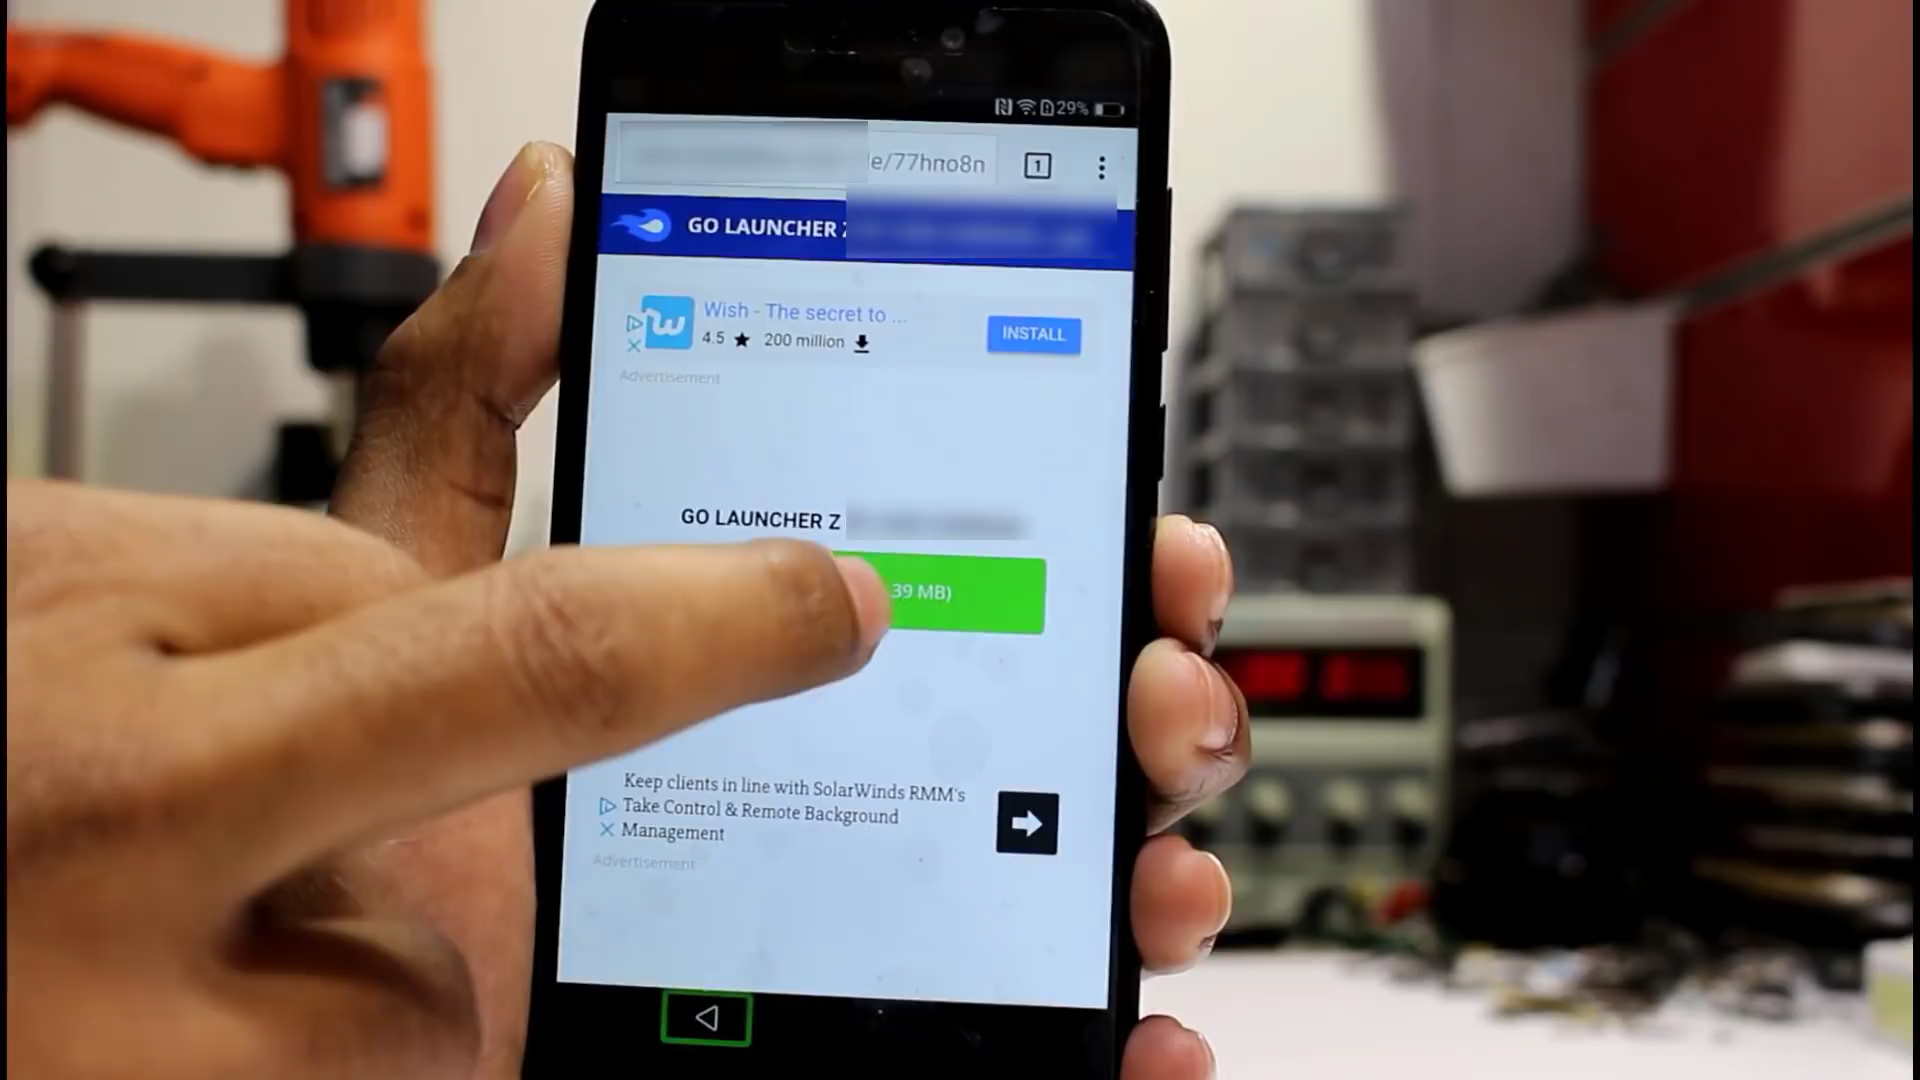 29%
e/77hno8n
1
GO LAUNCHER Z
Wish - The secret to ...
4.5 ★ 200 million
INSTALL
Advertisement
GO LAUNCHER Z
39 MB)
Keep clients in line with SolarWinds RMM's
Take Control & Remote Background
Management
Advertisement